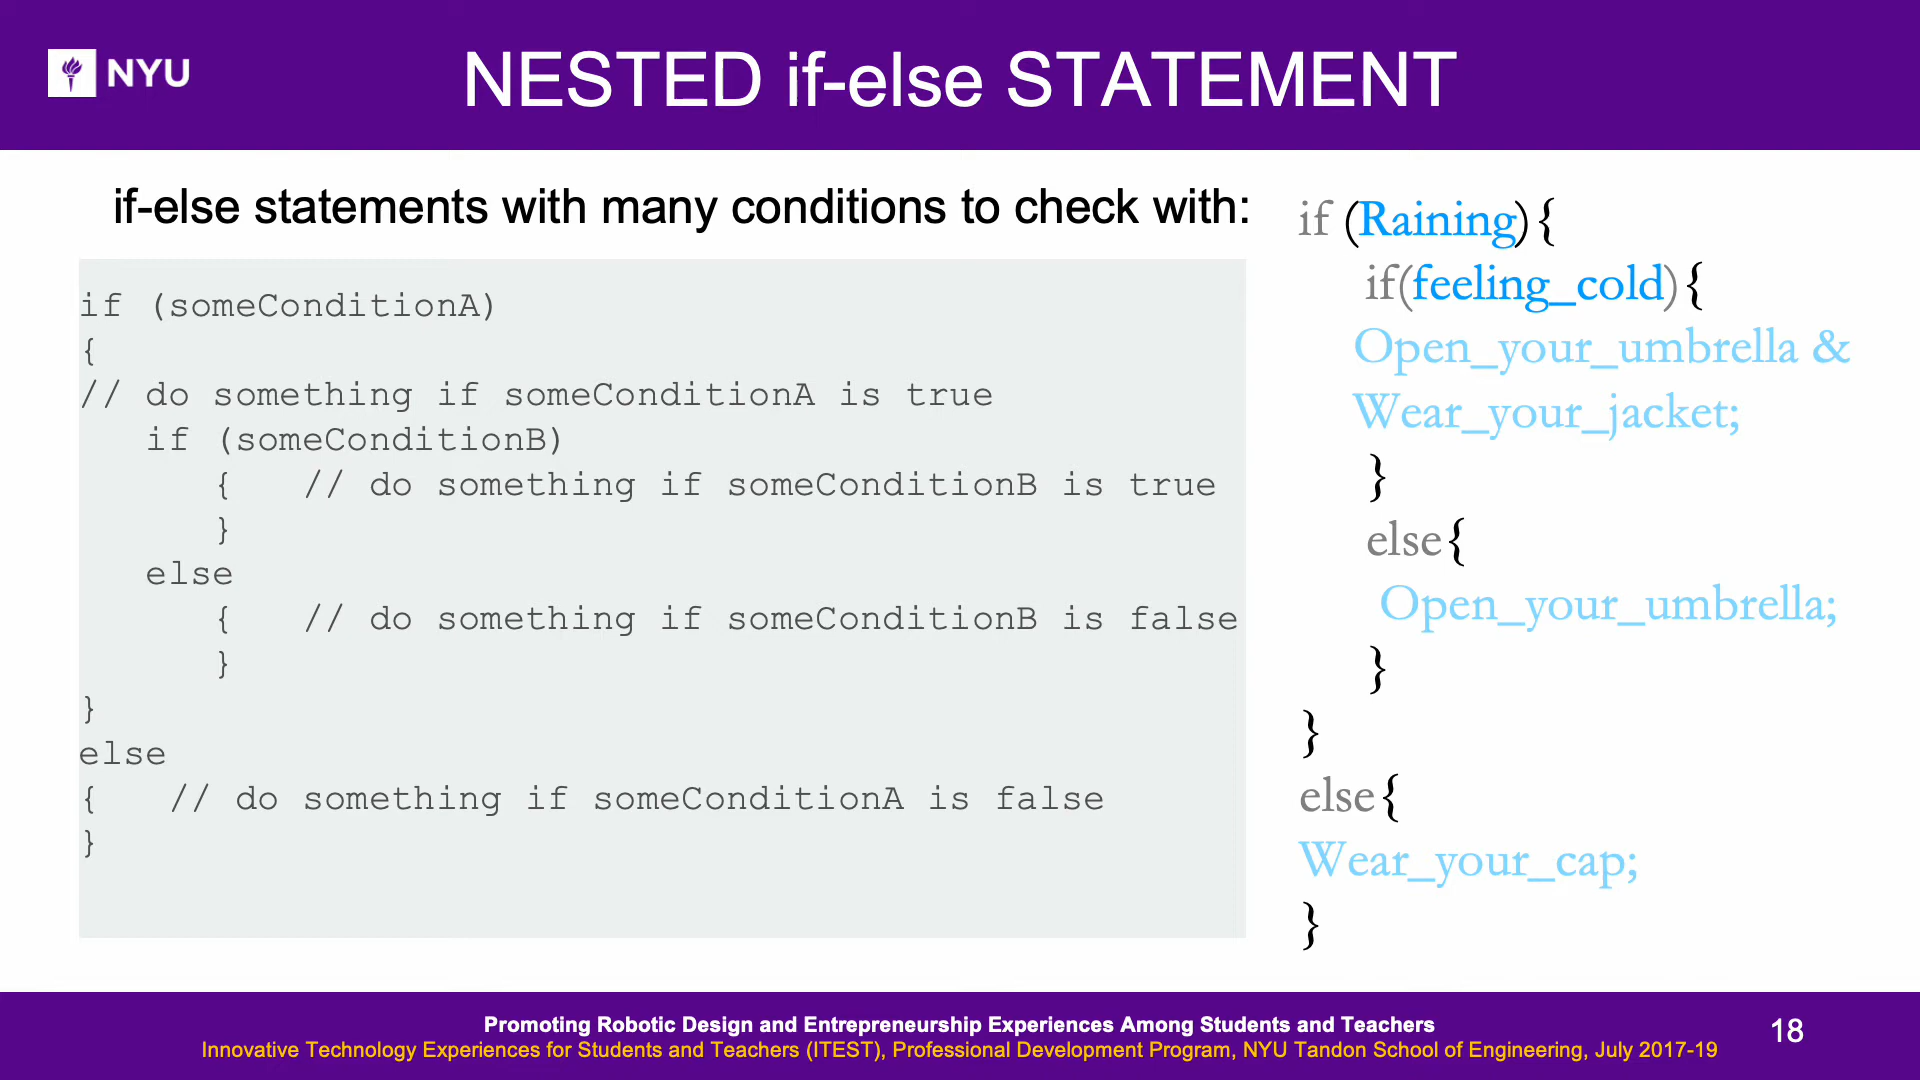 NYU
NESTED if-else STATEMENT
if-else statements with many conditions to check with:
if (someConditionA)
{
// do something if someConditionA is true
if (someConditionB)
{ // do something if someConditionB is true
}
else
{ // do something if someConditionB is false
}
}
else
{ // do something if someConditionA is false
}
if (Raining){
if(feeling_cold){
Open_your_umbrella &
Wear_your_jacket;
}
else{
Open_your_umbrella;
}
}
else{
Wear_your_cap;
}
Promoting Robotic Design and Entrepreneurship Experiences Among Students and Teachers
Innovative Technology Experiences for Students and Teachers (ITEST), Professional Development Program, NYU Tandon School of Engineering, July 2017-19
18